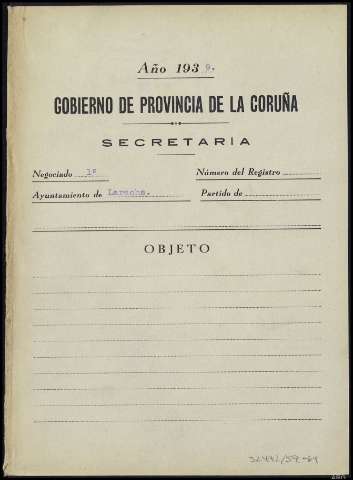 Año 1939.
GOBIERNO DE PROVINCIA DE LA CORUÑA
SECRETARIA
Negociado 1º Número del Registro
Ayuntamiento de Laracha. Partido de
OBJETO